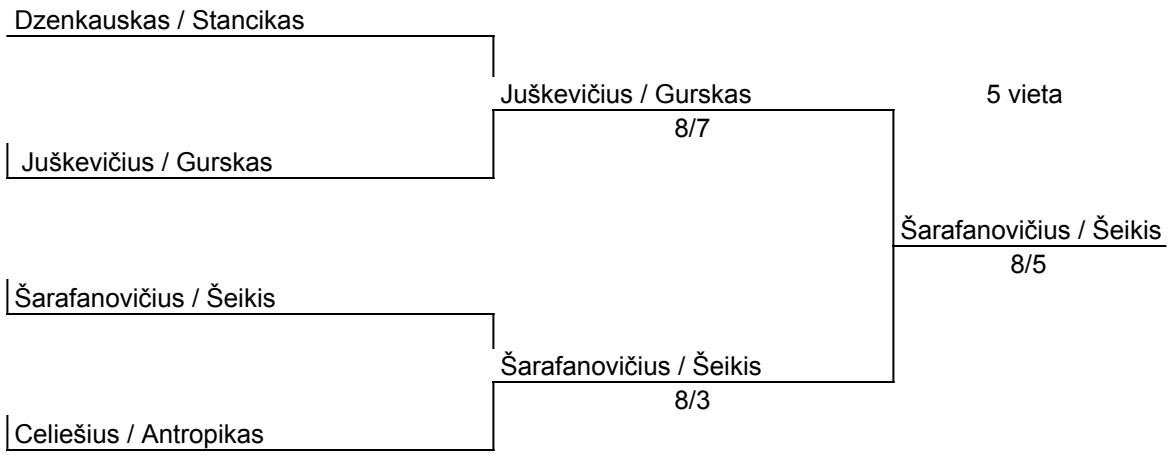 Dzenkauskas / Stancikas
Juškevičius / Gurskas
5 vieta
8/7
Juškevičius / Gurskas
Šarafanovičius / Šeikis
8/5
Šarafanovičius / Šeikis
Šarafanovičius / Šeikis
8/3
Celiešius / Antropikas